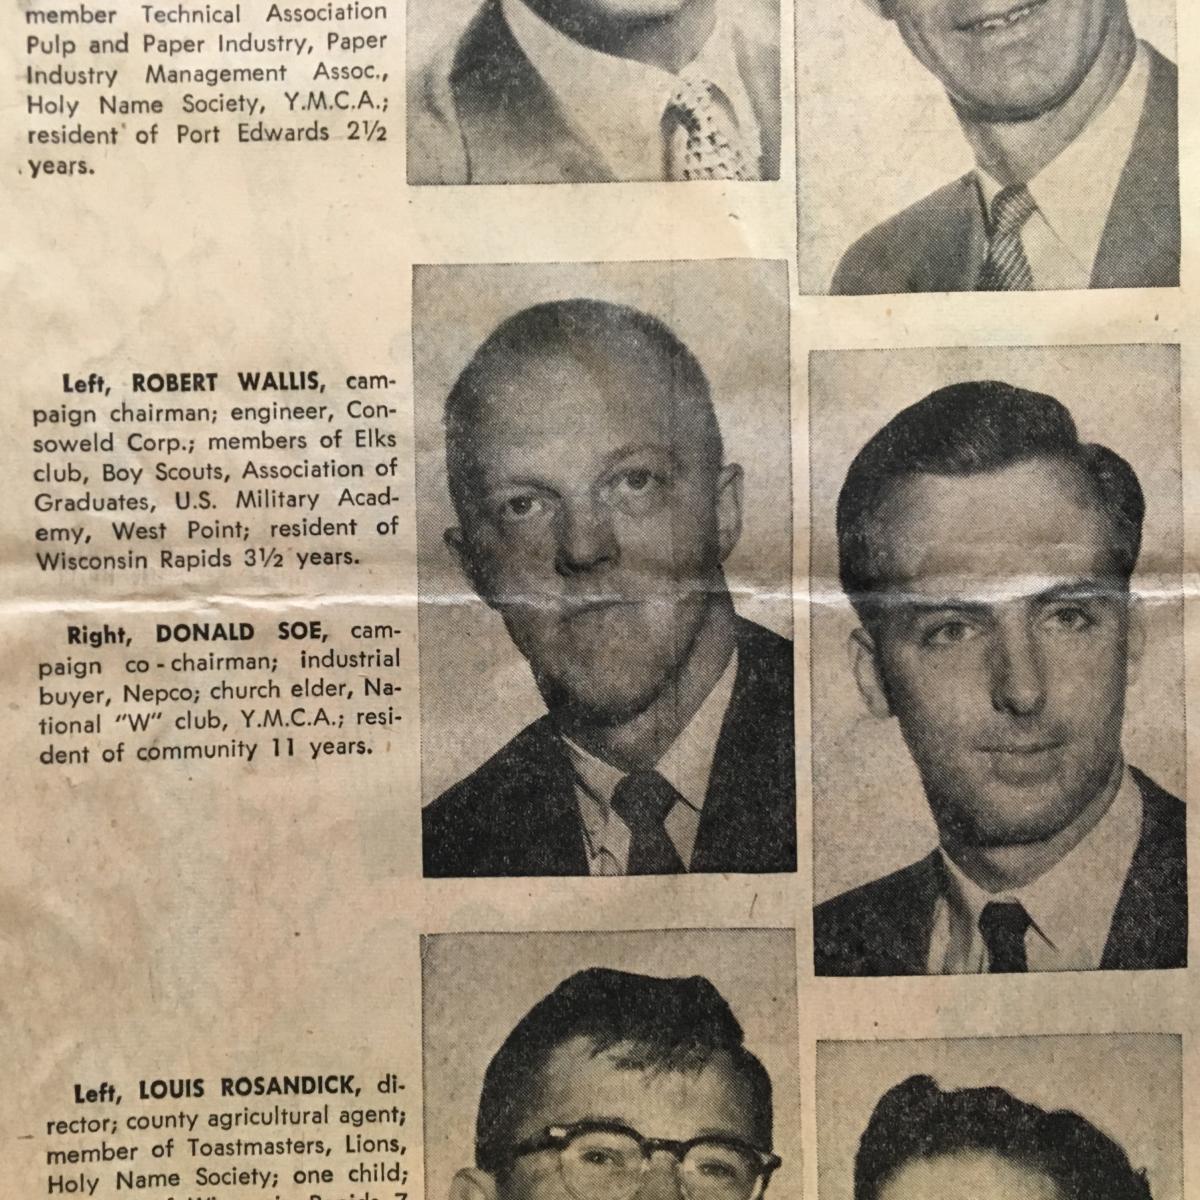 member Technical Association
Pulp and Paper Industry, Paper
Industry Management Assoc.,
Holy Name Society, Y.M.C.A.;
resident of Port Edwards 2½
years.
Left, ROBERT WALLIS, cam-
paign chairman; engineer, Con-
soweld Corp.; members of Elks
club, Boy Scouts, Association of
Graduates, U.S. Military Acad-
emy, West Point; resident of
Wisconsin Rapids 3½ years.
Right, DONALD SOE, cam-
paign co-chairman; industrial
buyer, Nepco; church elder, Na-
tional "W" club, Y.M.C.A.; resi-
dent of community 11 years.
Left, LOUIS ROSANDICK, di-
rector; county agricultural agent;
member of Toastmasters, Lions,
Holy Name Society; one child;